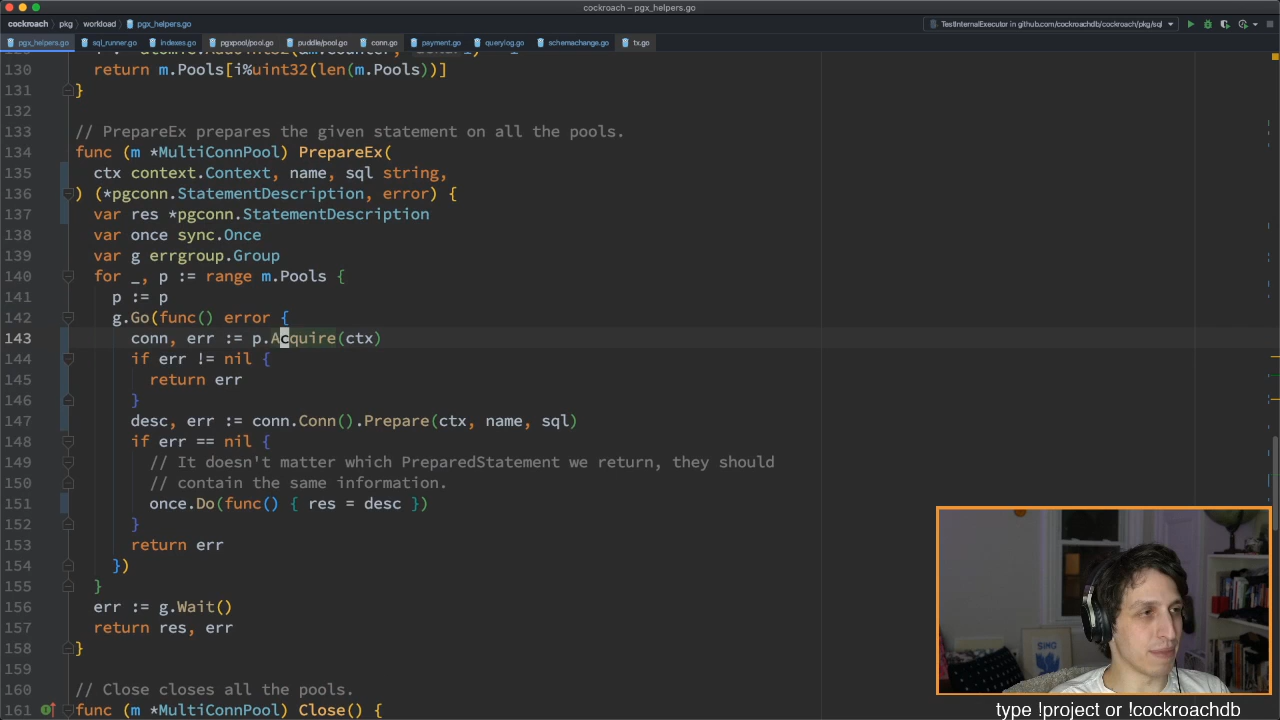 cockroach – pgx_helpers.go
cockroach › pkg › workload › pgx_helpers.go
TestInternalExecutor in github.com/cockroachdb/cockroach/pkg/sql
pgx_helpers.go sql_runner.go indexes.go pgxpool/pool.go puddle/pool.go conn.go payment.go querylog.go schemachange.go tx.go
130 return m.Pools[i%uint32(len(m.Pools))]
131 }
132
133 // PrepareEx prepares the given statement on all the pools.
134 func (m *MultiConnPool) PrepareEx(
135 ctx context.Context, name, sql string,
136 ) (*pgconn.StatementDescription, error) {
137 var res *pgconn.StatementDescription
138 var once sync.Once
139 var g errgroup.Group
140 for _, p := range m.Pools {
141 p := p
142 g.Go(func() error {
143 conn, err := p.Acquire(ctx)
144 if err != nil {
145 return err
146 }
147 desc, err := conn.Conn().Prepare(ctx, name, sql)
148 if err == nil {
149 // It doesn't matter which PreparedStatement we return, they should
150 // contain the same information.
151 once.Do(func() { res = desc })
152 }
153 return err
154 })
155 }
156 err := g.Wait()
157 return res, err
158 }
159
160 // Close closes all the pools.
161 func (m *MultiConnPool) Close() {
type !project or !cockroachdb